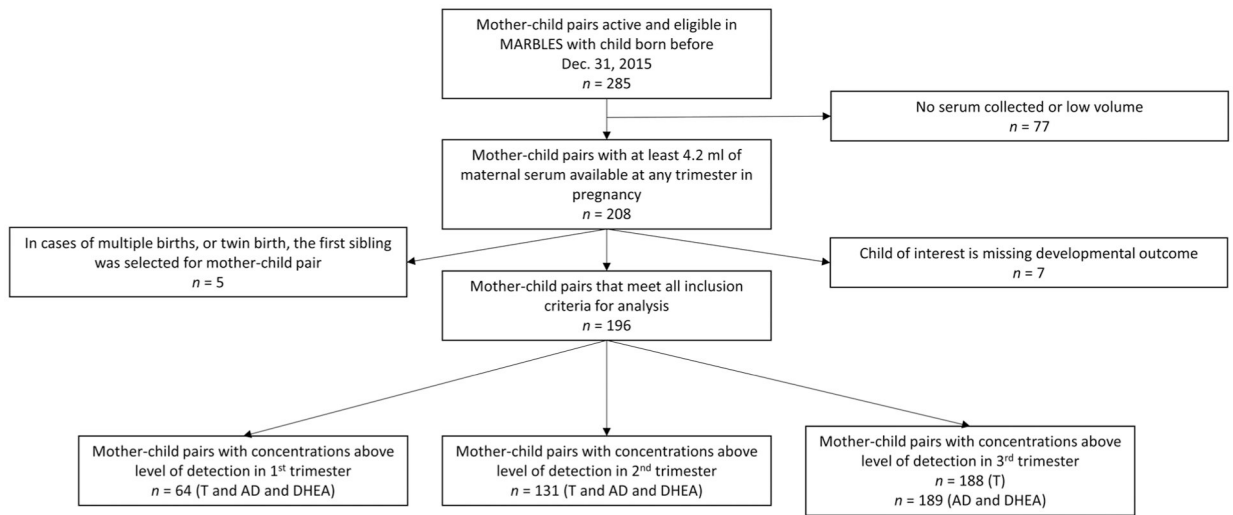 Mother-child pairs active and eligible in
MARBLES with child born before
Dec. 31, 2015
n = 285
No serum collected or low volume
n = 77
Mother-child pairs with at least 4.2 ml of
maternal serum available at any trimester in
pregnancy
n = 208
In cases of multiple births, or twin birth, the first sibling
was selected for mother-child pair
n = 5
Child of interest is missing developmental outcome
n = 7
Mother-child pairs that meet all inclusion
criteria for analysis
n = 196
Mother-child pairs with concentrations above
level of detection in 1st trimester
n = 64 (T and AD and DHEA)
Mother-child pairs with concentrations above
level of detection in 2nd trimester
n = 131 (T and AD and DHEA)
Mother-child pairs with concentrations above
level of detection in 3rd trimester
n = 188 (T)
n = 189 (AD and DHEA)